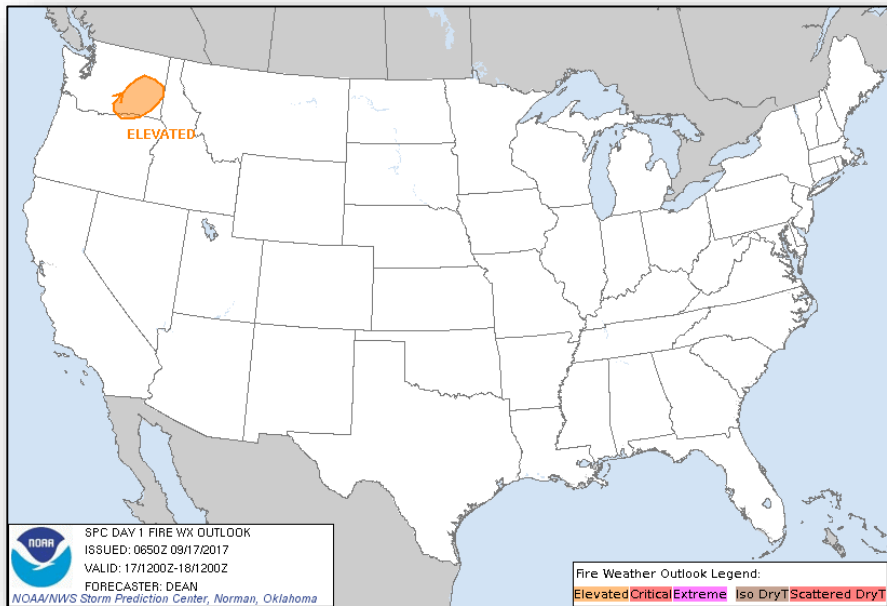 ELEVATED
NOAA
SPC DAY 1 FIRE WX OUTLOOK
ISSUED: 0650Z 09/17/2017
VALID: 17/1200Z-18/1200Z
FORECASTER: DEAN
NOAA/NWS Storm Prediction Center, Norman, Oklahoma
Fire Weather Outlook Legend:
Elevated Critical Extreme Iso DryT Scattered DryT